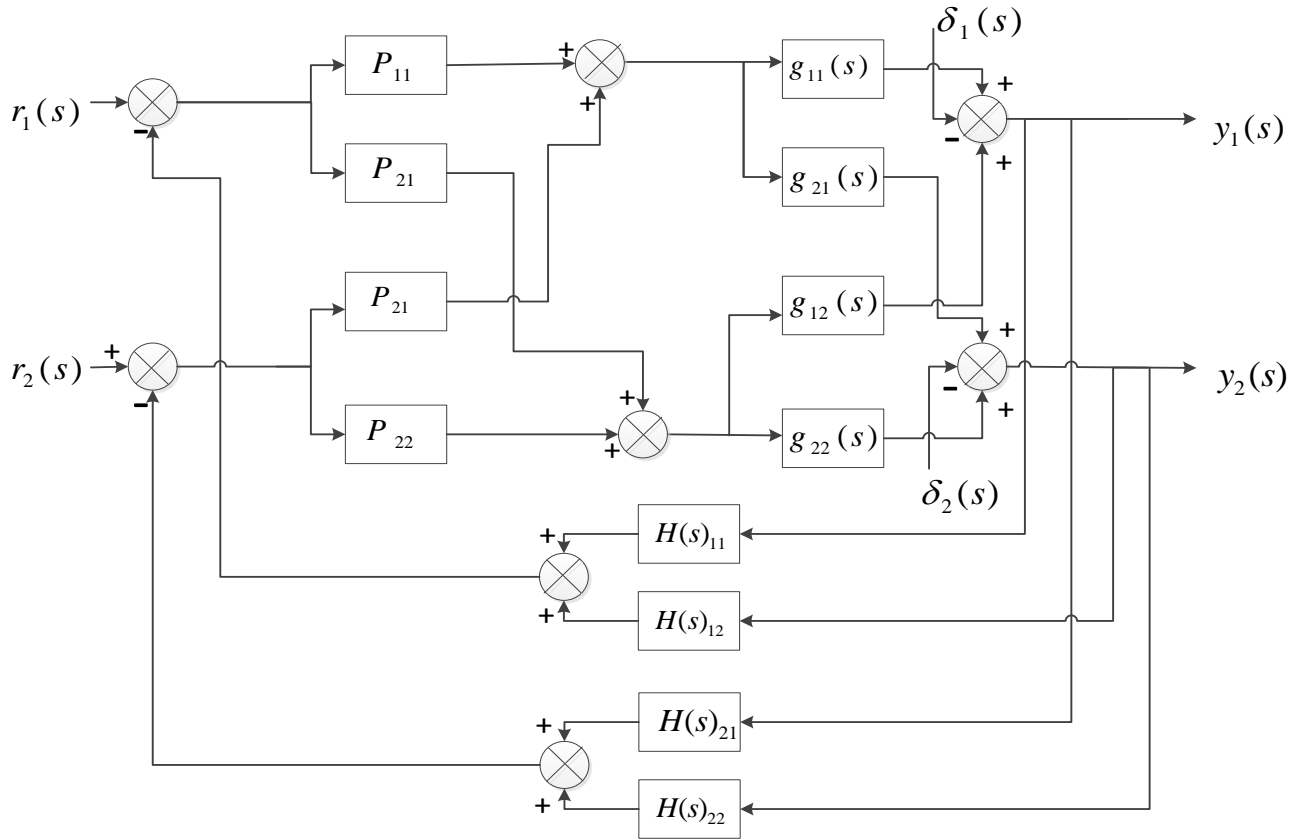 δ₁(s)
+ P₁₁ + g₁₁(s) +
r₁(s) − + − + y₁(s)
P₂₁ g₂₁(s)
P₂₁ g₁₂(s) +
r₂(s) + − + − + y₂(s)
P₂₂ + g₂₂(s)
δ₂(s)
+ H(s)₁₁
+ H(s)₁₂
+ H(s)₂₁
+ H(s)₂₂